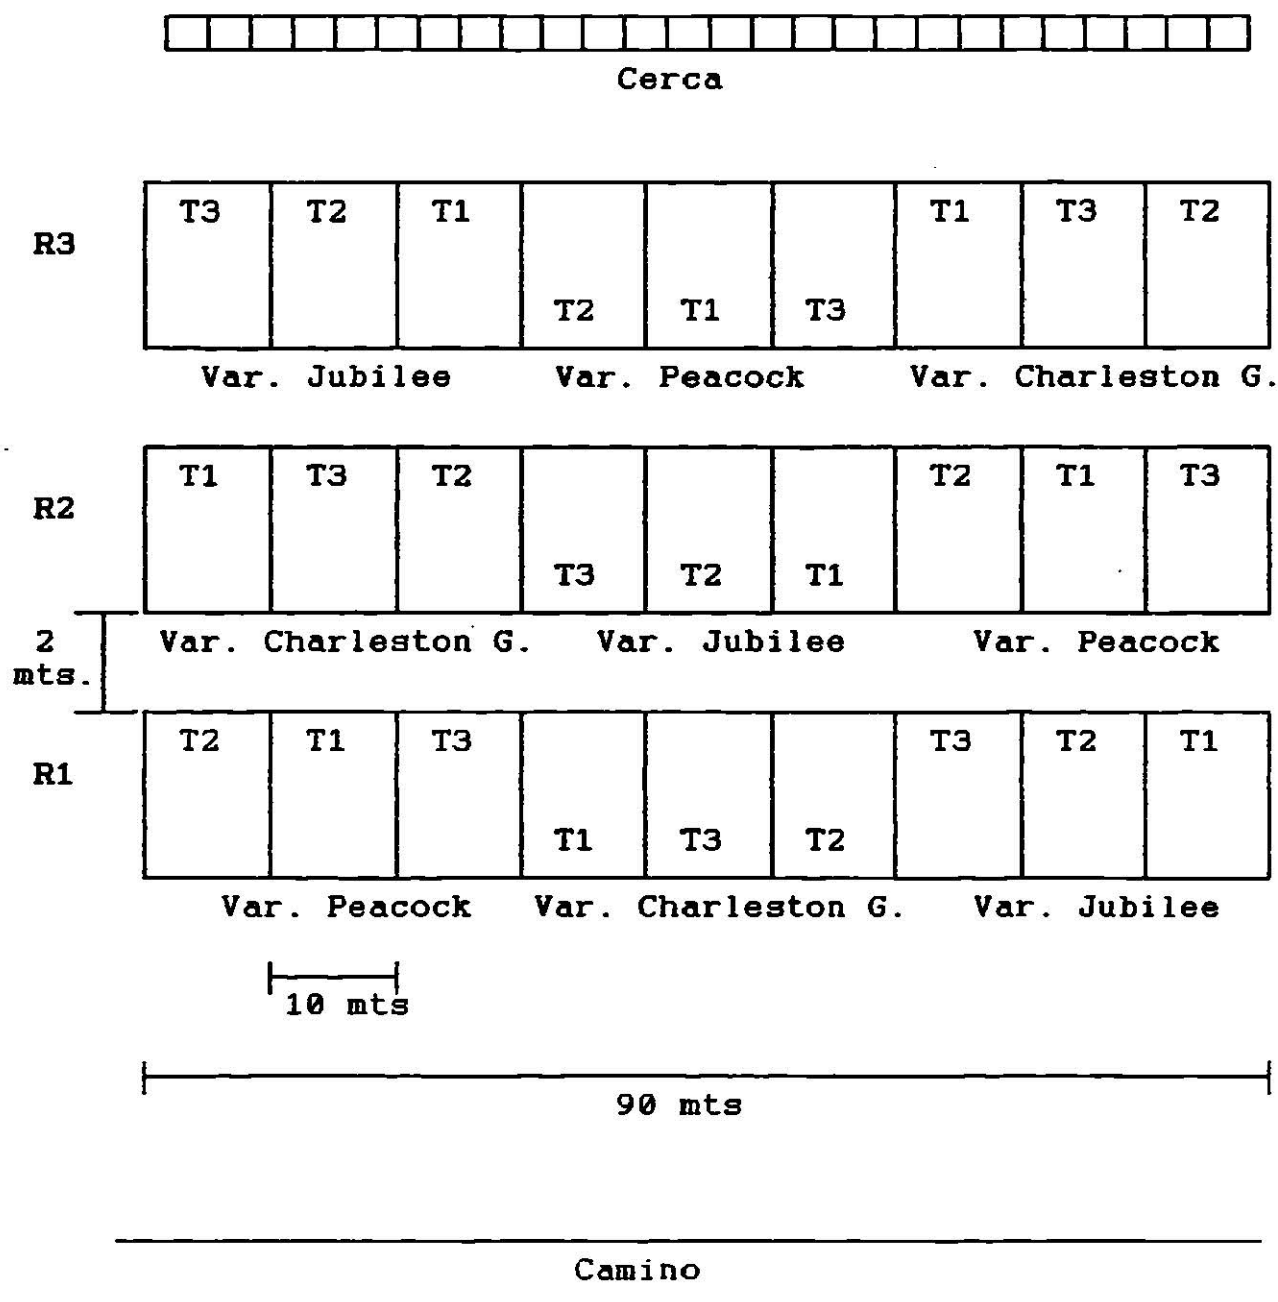 Cerca
T3 T2 T1 T1 T3 T2
R3
T2 T1 T3
Var. Jubilee Var. Peacock Var. Charleston G.
T1 T3 T2 T2 T1 T3
R2
T3 T2 T1
2
mts.
Var. Charleston G. Var. Jubilee Var. Peacock
T2 T1 T3 T3 T2 T1
R1
T1 T3 T2
Var. Peacock Var. Charleston G. Var. Jubilee
10 mts
90 mts
Camino